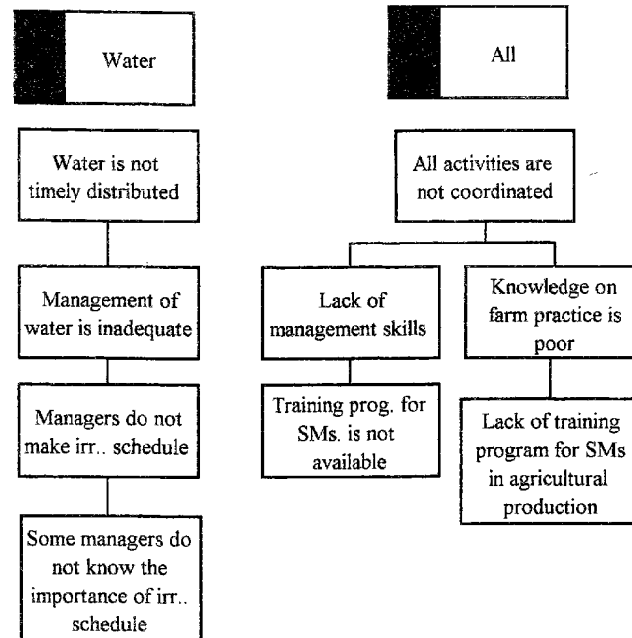 Water
All
Water is not
timely distributed
Management of
water is inadequate
Managers do not
make irr.. schedule
Some managers do
not know the
importance of irr..
schedule
All activities are
not coordinated
Lack of
management skills
Training prog. for
SMs. is not
available
Knowledge on
farm practice is
poor
Lack of training
program for SMs
in agricultural
production